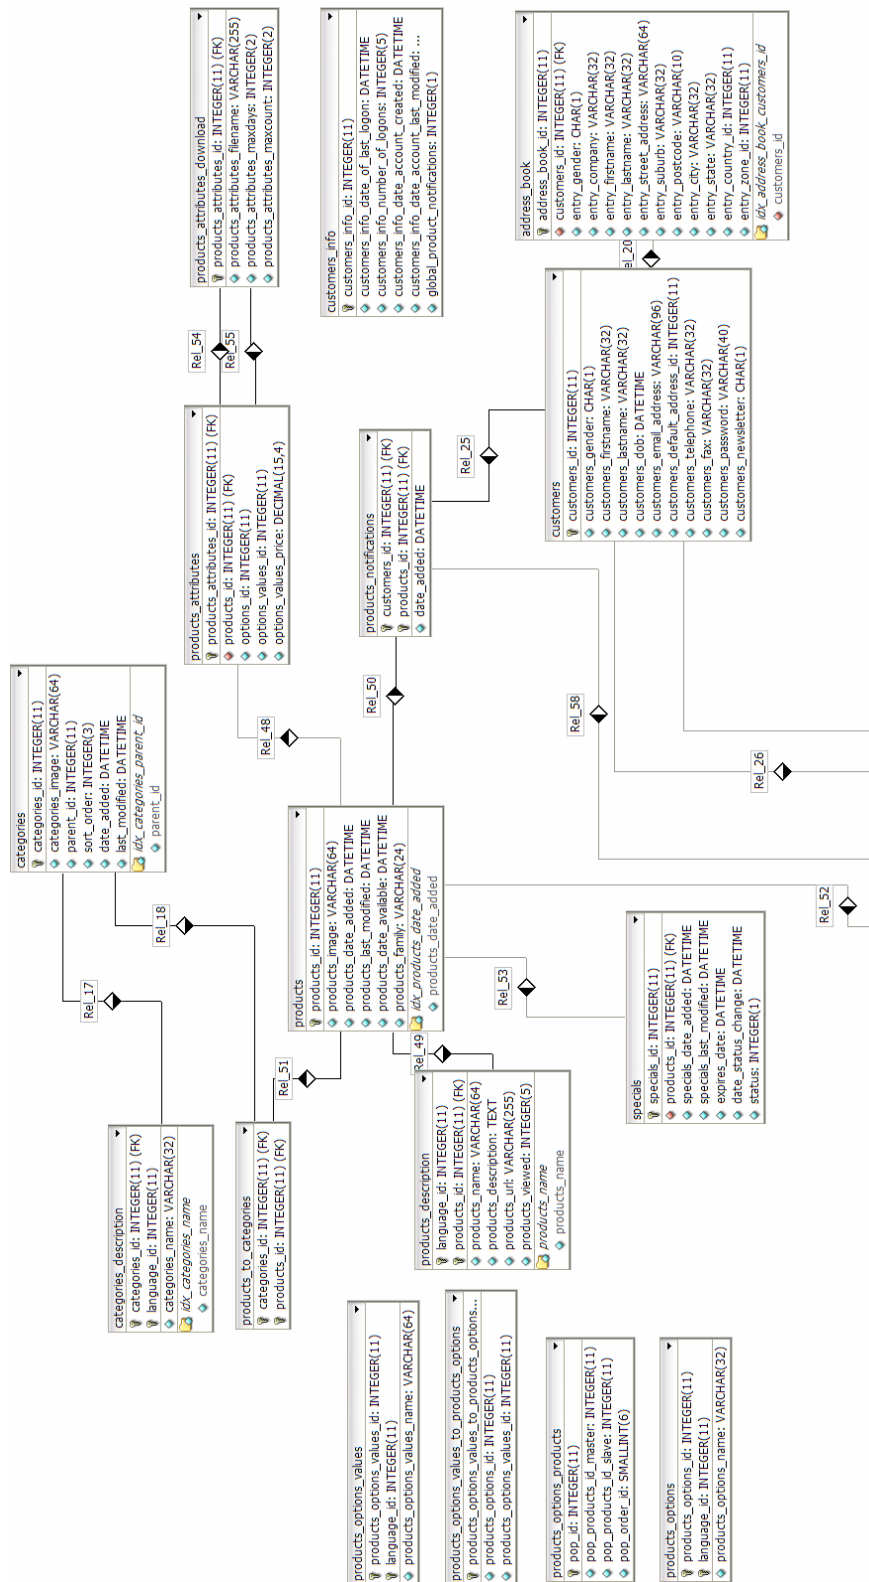 products_attributes_download
products_attributes_id: INTEGER(11) (FK)
products_attributes_filename: VARCHAR(255)
products_attributes_maxdays: INTEGER(2)
products_attributes_maxcount: INTEGER(2)
customers_info
customers_info_id: INTEGER(11)
customers_info_date_of_last_logon: DATETIME
customers_info_number_of_logons: INTEGER(5)
customers_info_date_account_created: DATETIME
customers_info_date_account_last_modified: ...
global_product_notifications: INTEGER(1)
address_book
address_book_id: INTEGER(11)
customers_id: INTEGER(11) (FK)
entry_gender: CHAR(1)
entry_company: VARCHAR(32)
entry_firstname: VARCHAR(32)
entry_lastname: VARCHAR(32)
entry_street_address: VARCHAR(64)
entry_suburb: VARCHAR(32)
entry_postcode: VARCHAR(10)
entry_city: VARCHAR(32)
entry_state: VARCHAR(32)
entry_country_id: INTEGER(11)
entry_zone_id: INTEGER(11)
idx_address_book_customers_id
customers_id
Rel_54
Rel_55
el_20
products_attributes
products_attributes_id: INTEGER(11) (FK)
products_id: INTEGER(11) (FK)
options_id: INTEGER(11)
options_values_id: INTEGER(11)
options_values_price: DECIMAL(15,4)
products_notifications
customers_id: INTEGER(11) (FK)
products_id: INTEGER(11) (FK)
date_added: DATETIME
Rel_25
customers
customers_id: INTEGER(11)
customers_gender: CHAR(1)
customers_firstname: VARCHAR(32)
customers_lastname: VARCHAR(32)
customers_dob: DATETIME
customers_email_address: VARCHAR(96)
customers_default_address_id: INTEGER(11)
customers_telephone: VARCHAR(32)
customers_fax: VARCHAR(32)
customers_password: VARCHAR(40)
customers_newsletter: CHAR(1)
categories
categories_id: INTEGER(11)
categories_image: VARCHAR(64)
parent_id: INTEGER(11)
sort_order: INTEGER(3)
date_added: DATETIME
last_modified: DATETIME
idx_categories_parent_id
parent_id
Rel_48
Rel_50
Rel_58
Rel_26
Rel_17
Rel_18
products
products_id: INTEGER(11)
products_image: VARCHAR(64)
products_date_added: DATETIME
products_last_modified: DATETIME
products_date_available: DATETIME
products_family: VARCHAR(24)
idx_products_date_added
products_date_added
Rel_51
Rel_49
Rel_53
Rel_52
categories_description
categories_id: INTEGER(11) (FK)
language_id: INTEGER(11)
categories_name: VARCHAR(32)
idx_categories_name
categories_name
products_to_categories
categories_id: INTEGER(11) (FK)
products_id: INTEGER(11) (FK)
products_description
language_id: INTEGER(11)
products_id: INTEGER(11) (FK)
products_name: VARCHAR(64)
products_description: TEXT
products_url: VARCHAR(255)
products_viewed: INTEGER(5)
products_name
products_name
specials
specials_id: INTEGER(11)
products_id: INTEGER(11) (FK)
specials_date_added: DATETIME
specials_last_modified: DATETIME
expires_date: DATETIME
date_status_change: DATETIME
status: INTEGER(1)
products_options_values
products_options_values_id: INTEGER(11)
language_id: INTEGER(11)
products_options_values_name: VARCHAR(64)
products_options_values_to_products_options
products_options_values_to_products_options...
products_options_id: INTEGER(11)
products_options_values_id: INTEGER(11)
products_options_products
pop_id: INTEGER(11)
pop_products_id_master: INTEGER(11)
pop_products_id_slave: INTEGER(11)
pop_order_id: SMALLINT(6)
products_options
products_options_id: INTEGER(11)
language_id: INTEGER(11)
products_options_name: VARCHAR(32)